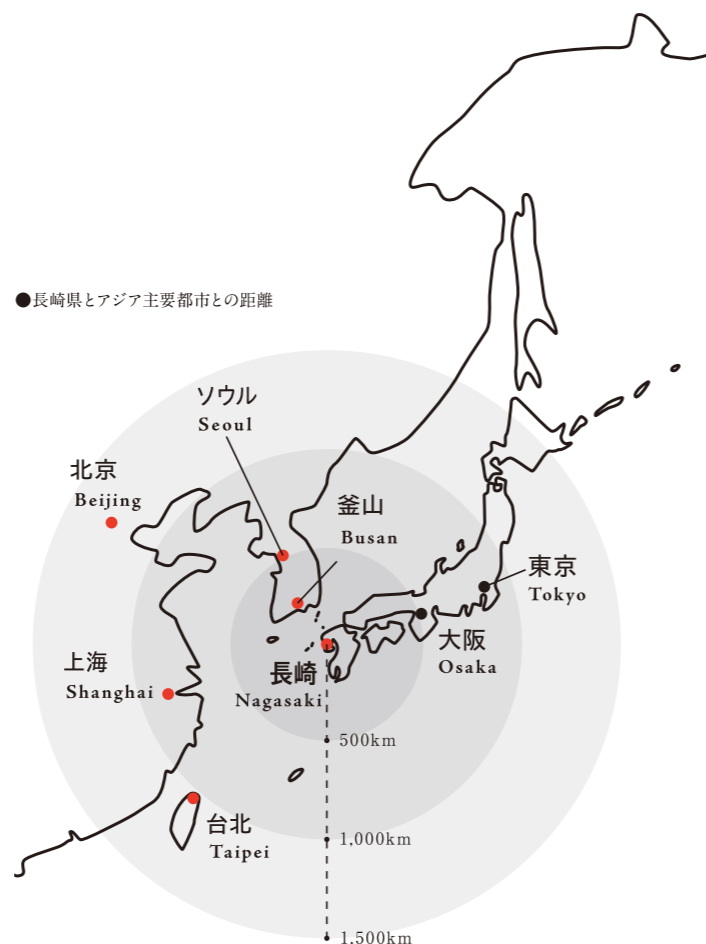 ●長崎県とアジア主要都市との距離
ソウル
Seoul
北京
Beijing
釜山
Busan
東京
Tokyo
大阪
Osaka
上海
Shanghai
長崎
Nagasaki
500km
台北
Taipei
1,000km
1,500km